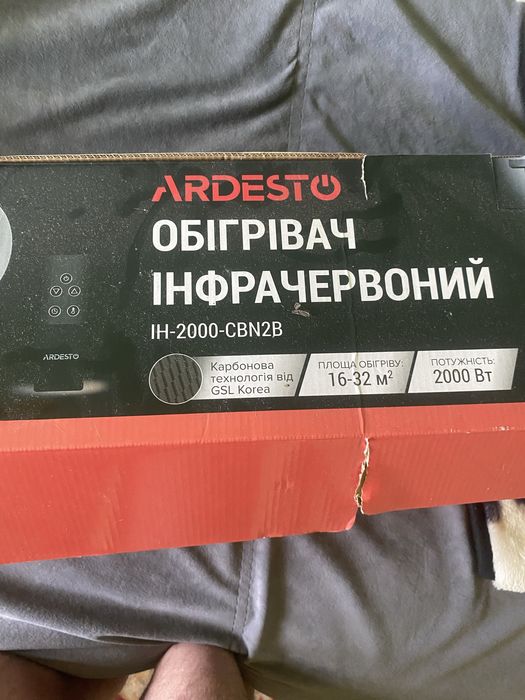 ARDESTO
ОБІГРІВАЧ
ІНФРАЧЕРВОНИЙ
IH-2000-CBN2B
Карбонова
технологія від
GSL Korea
ПЛОЩА ОБІГРІВУ:
16-32 м²
ПОТУЖНІСТЬ:
2000 Вт
ARDESTO